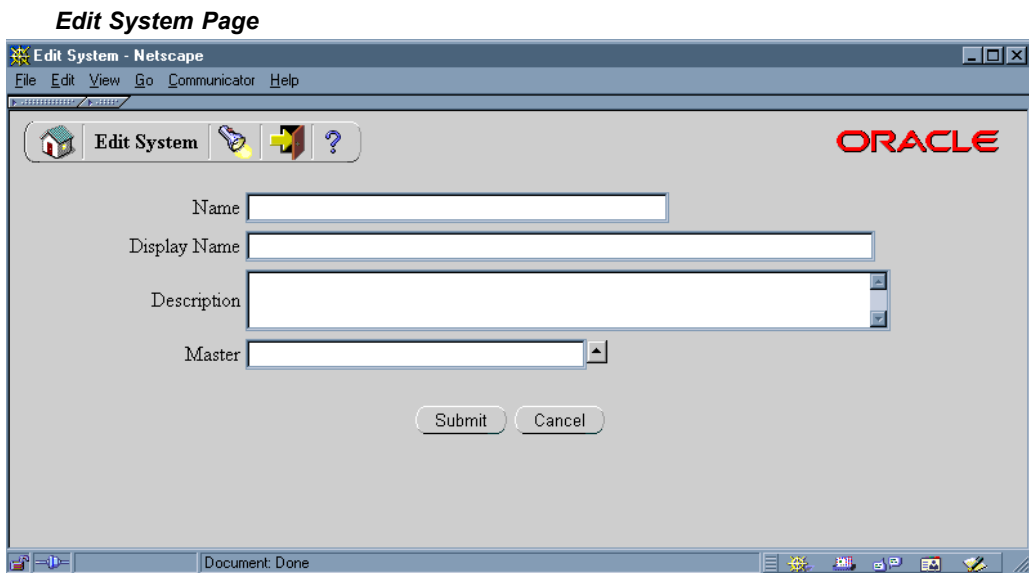 Edit System Page
Edit System - Netscape
File Edit View Go Communicator Help
Edit System ? ORACLE
Name
Display Name
Description
Master
Submit Cancel
Document: Done